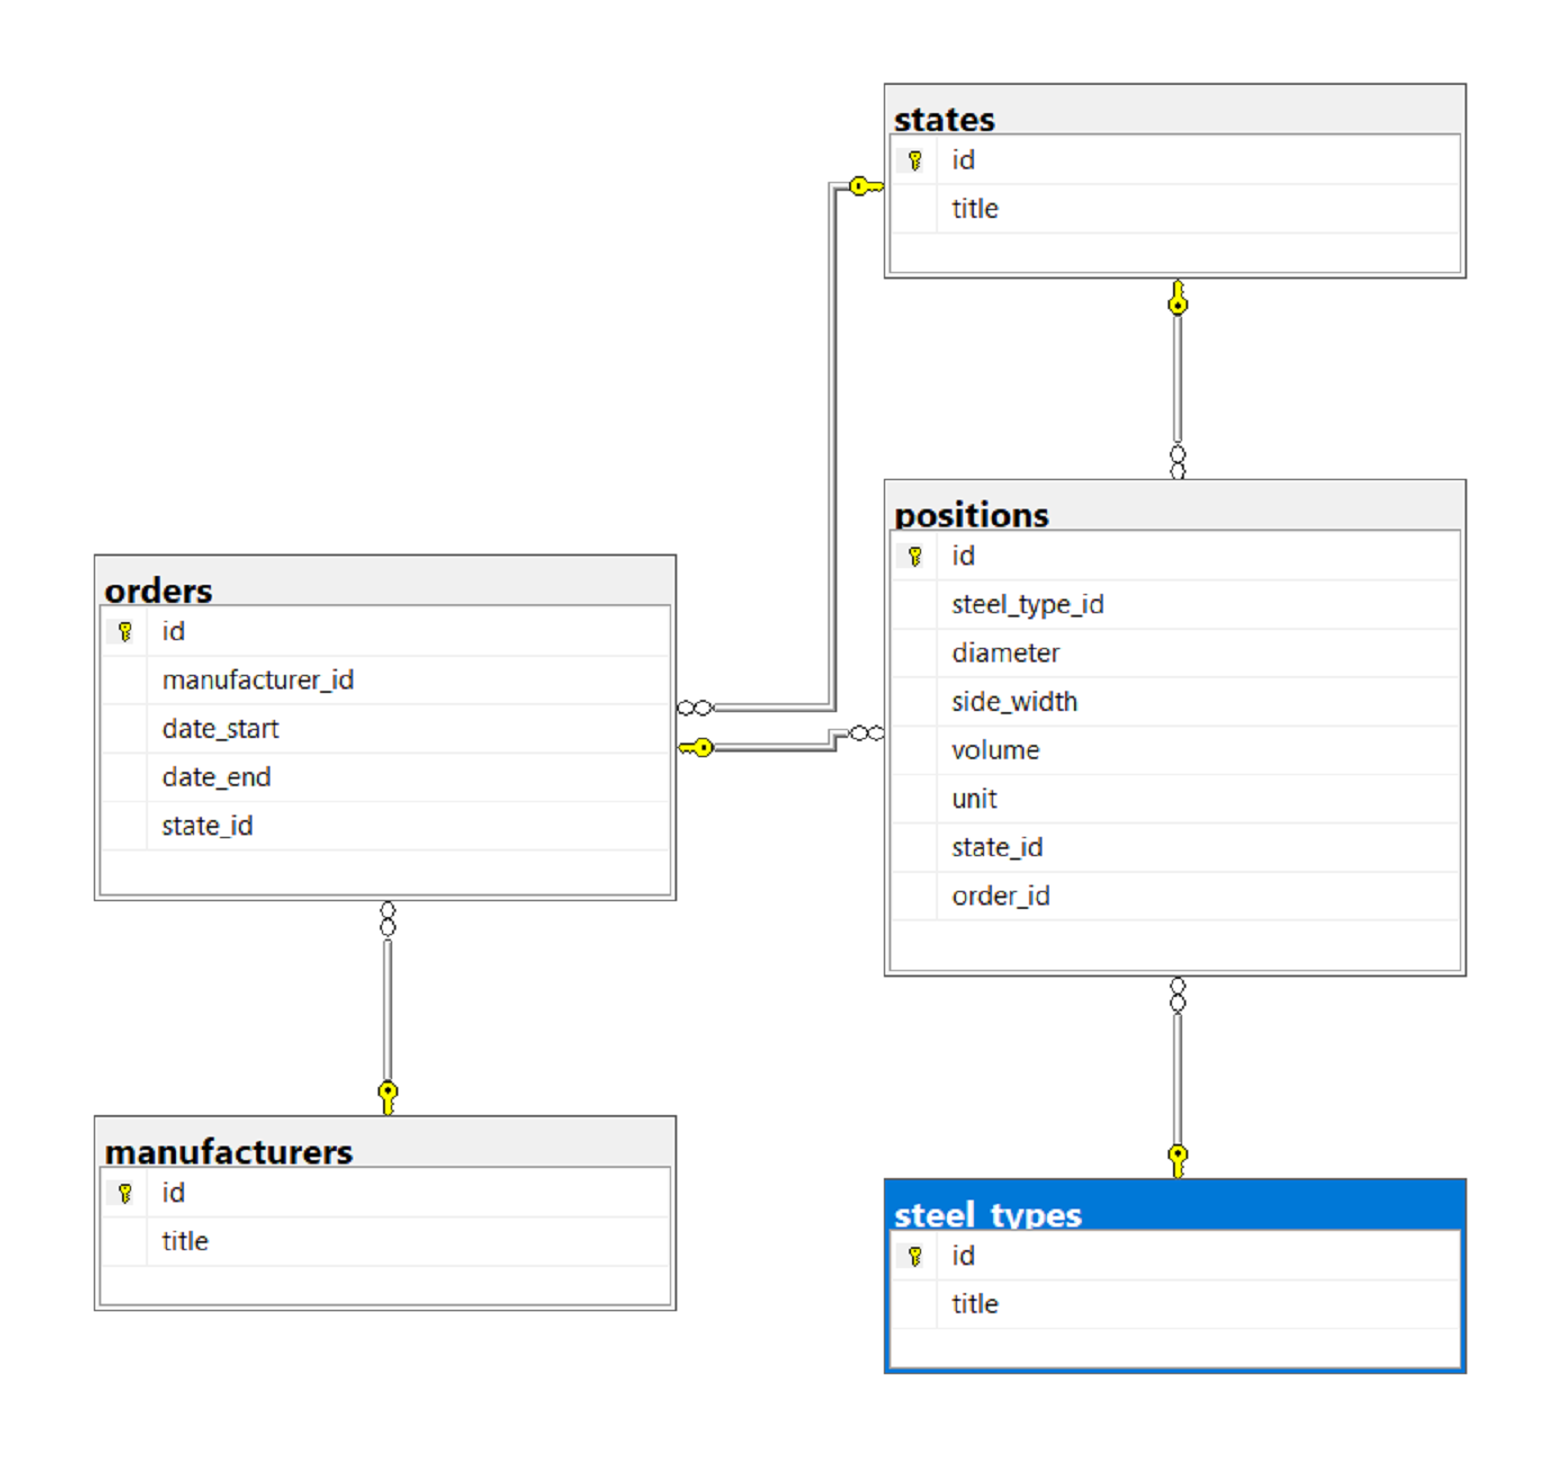 states
id
title
positions
id
steel_type_id
diameter
side_width
volume
unit
state_id
order_id
orders
id
manufacturer_id
date_start
date_end
state_id
manufacturers
id
title
steel_types
id
title